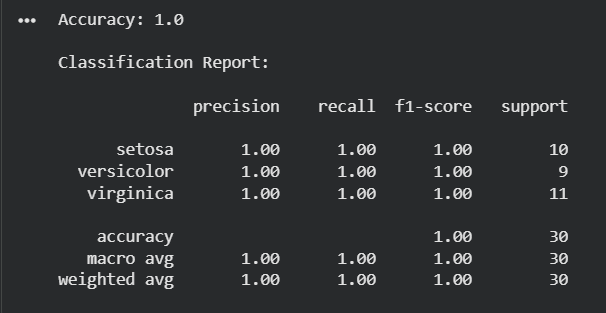 Accuracy: 1.0
Classification Report:
precision recall f1-score support
setosa 1.00 1.00 1.00 10
versicolor 1.00 1.00 1.00 9
virginica 1.00 1.00 1.00 11
accuracy 1.00 30
macro avg 1.00 1.00 1.00 30
weighted avg 1.00 1.00 1.00 30